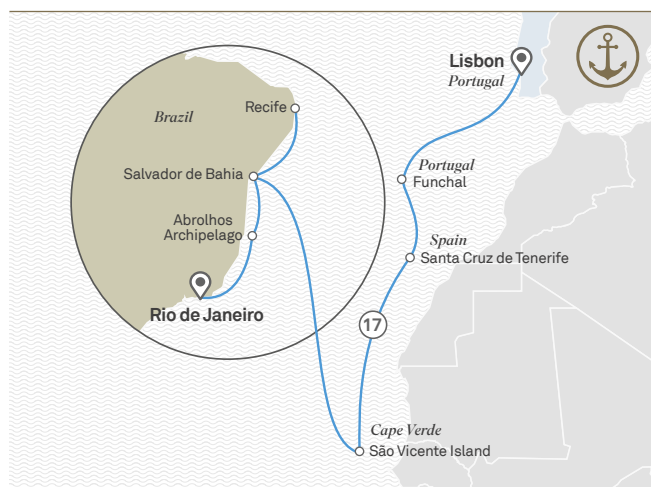 Lisbon
Portugal
Recife
Brazil
Portugal
Funchal
Salvador de Bahia
Abrolhos
Archipelago
Spain
Santa Cruz de Tenerife
Rio de Janeiro
17
Cape Verde
São Vicente Island